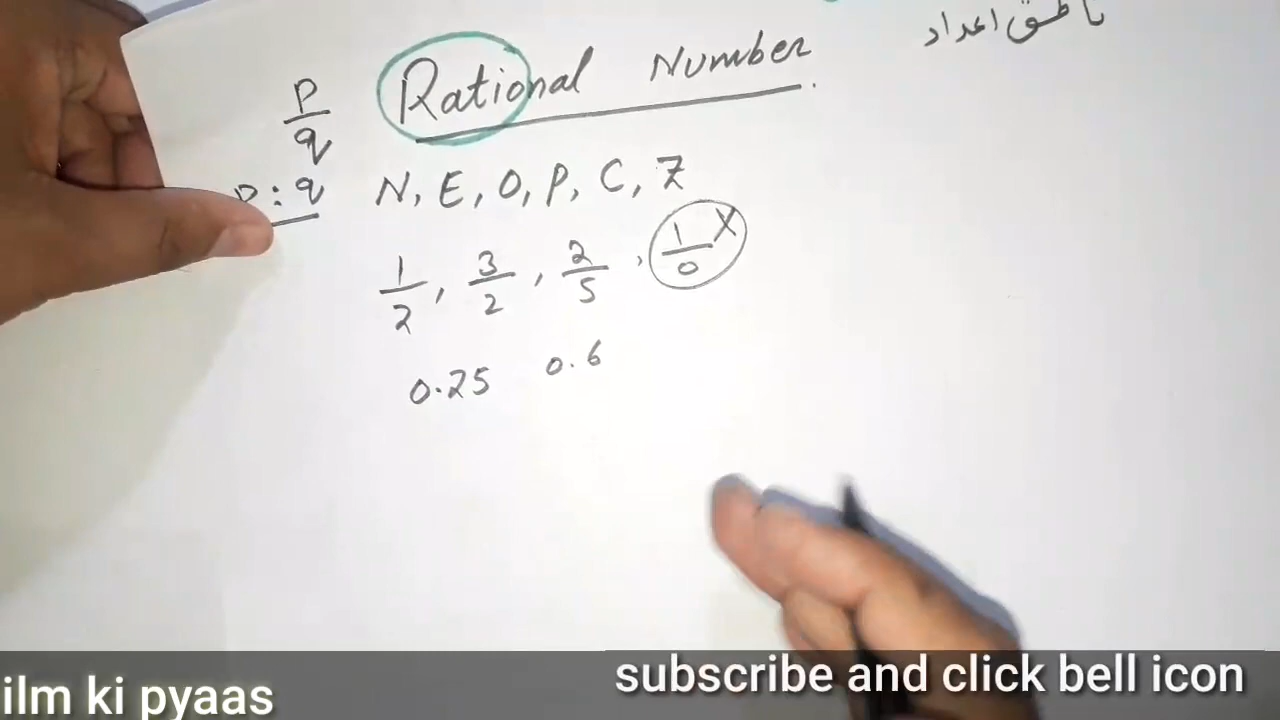 ناطق اعداد
Rational Number
p/q
p : q
N, E, O, P, C, Z
1/2, 3/2, 2/5, 1/0 X
0.25 0.6
ilm ki pyaas
subscribe and click bell icon